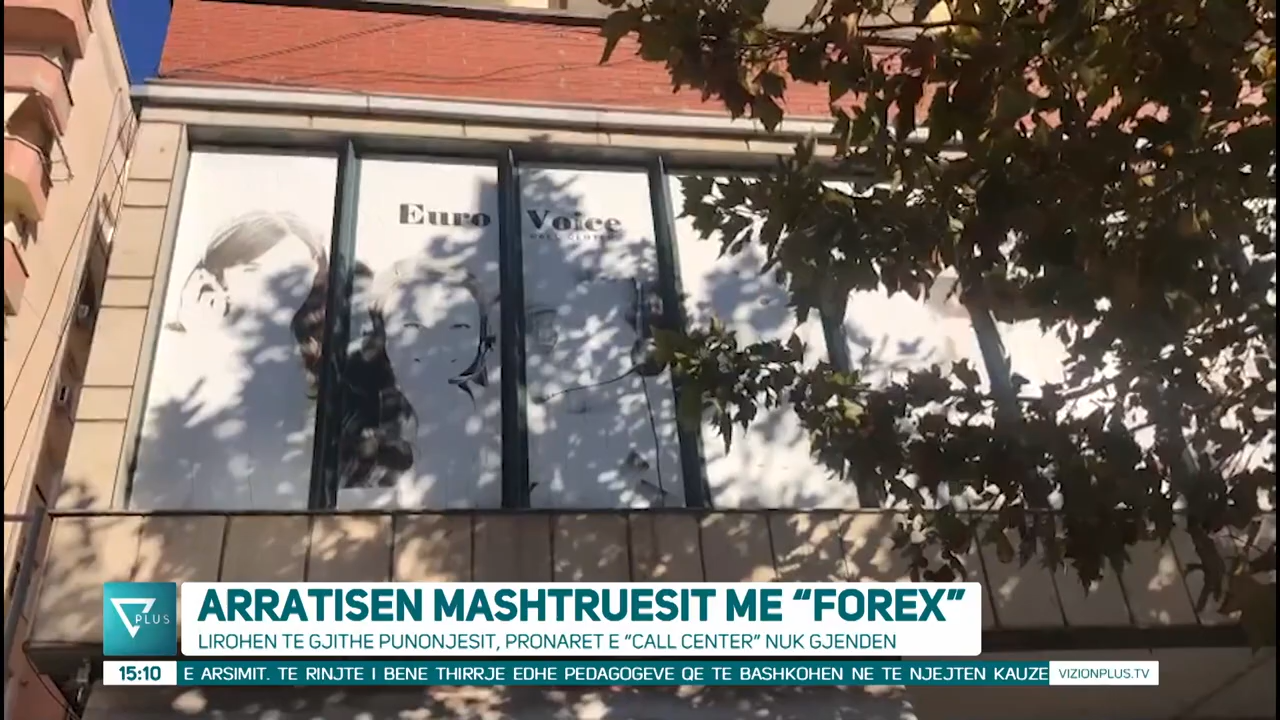 Euro Voice
ARRATISEN MASHTRUESIT ME “FOREX”
PLUS
LIROHEN TE GJITHE PUNONJESIT, PRONARET E “CALL CENTER” NUK GJENDEN
15:10 E ARSIMIT. TE RINJTE I BENE THIRRJE EDHE PEDAGOGEVE QE TE BASHKOHEN NE TE NJEJTEN KAUZE VIZIONPLUS.TV